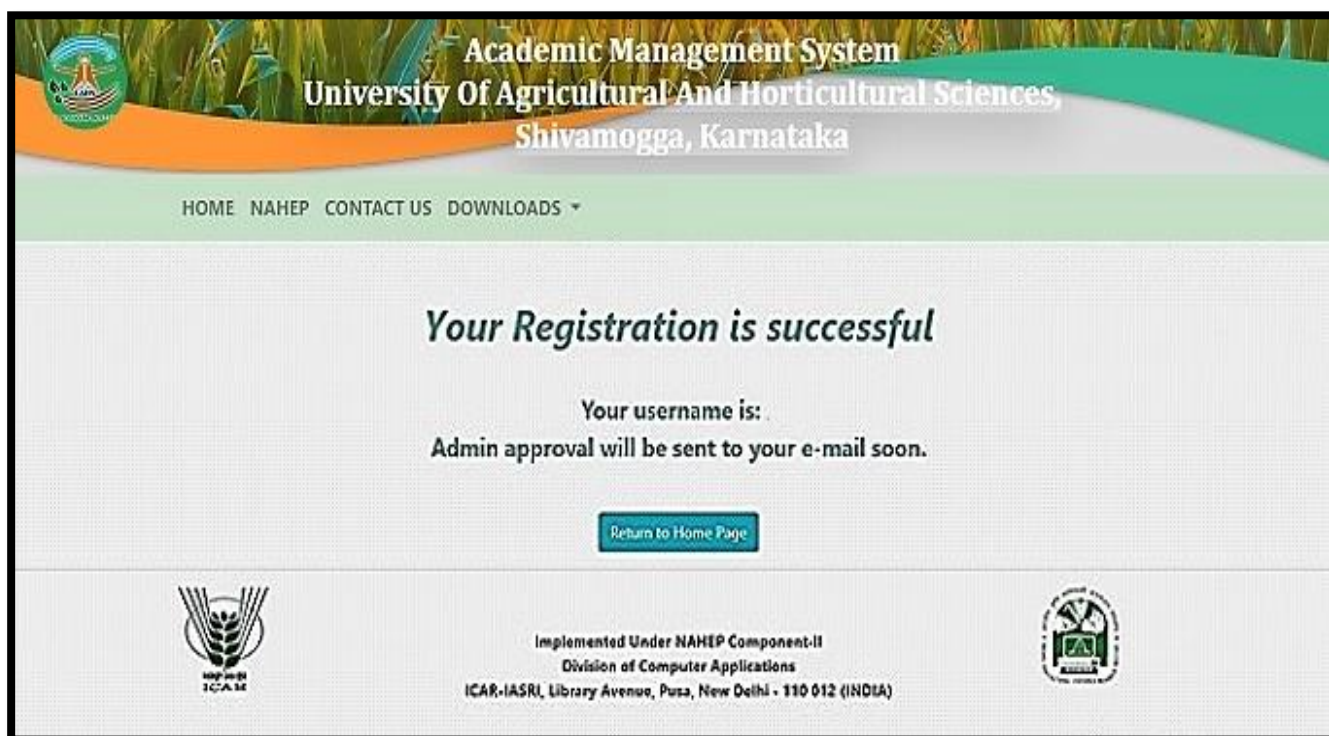 Academic Management System
University Of Agricultural And Horticultural Sciences,
Shivamogga, Karnataka
HOME NAHEP CONTACT US DOWNLOADS
Your Registration is successful
Your username is:
Admin approval will be sent to your e-mail soon.
Return to Home Page
Implemented Under NAHEP Component-II
Division of Computer Applications
ICAR-IASRI, Library Avenue, Pusa, New Delhi - 110 012 (INDIA)
ICAR